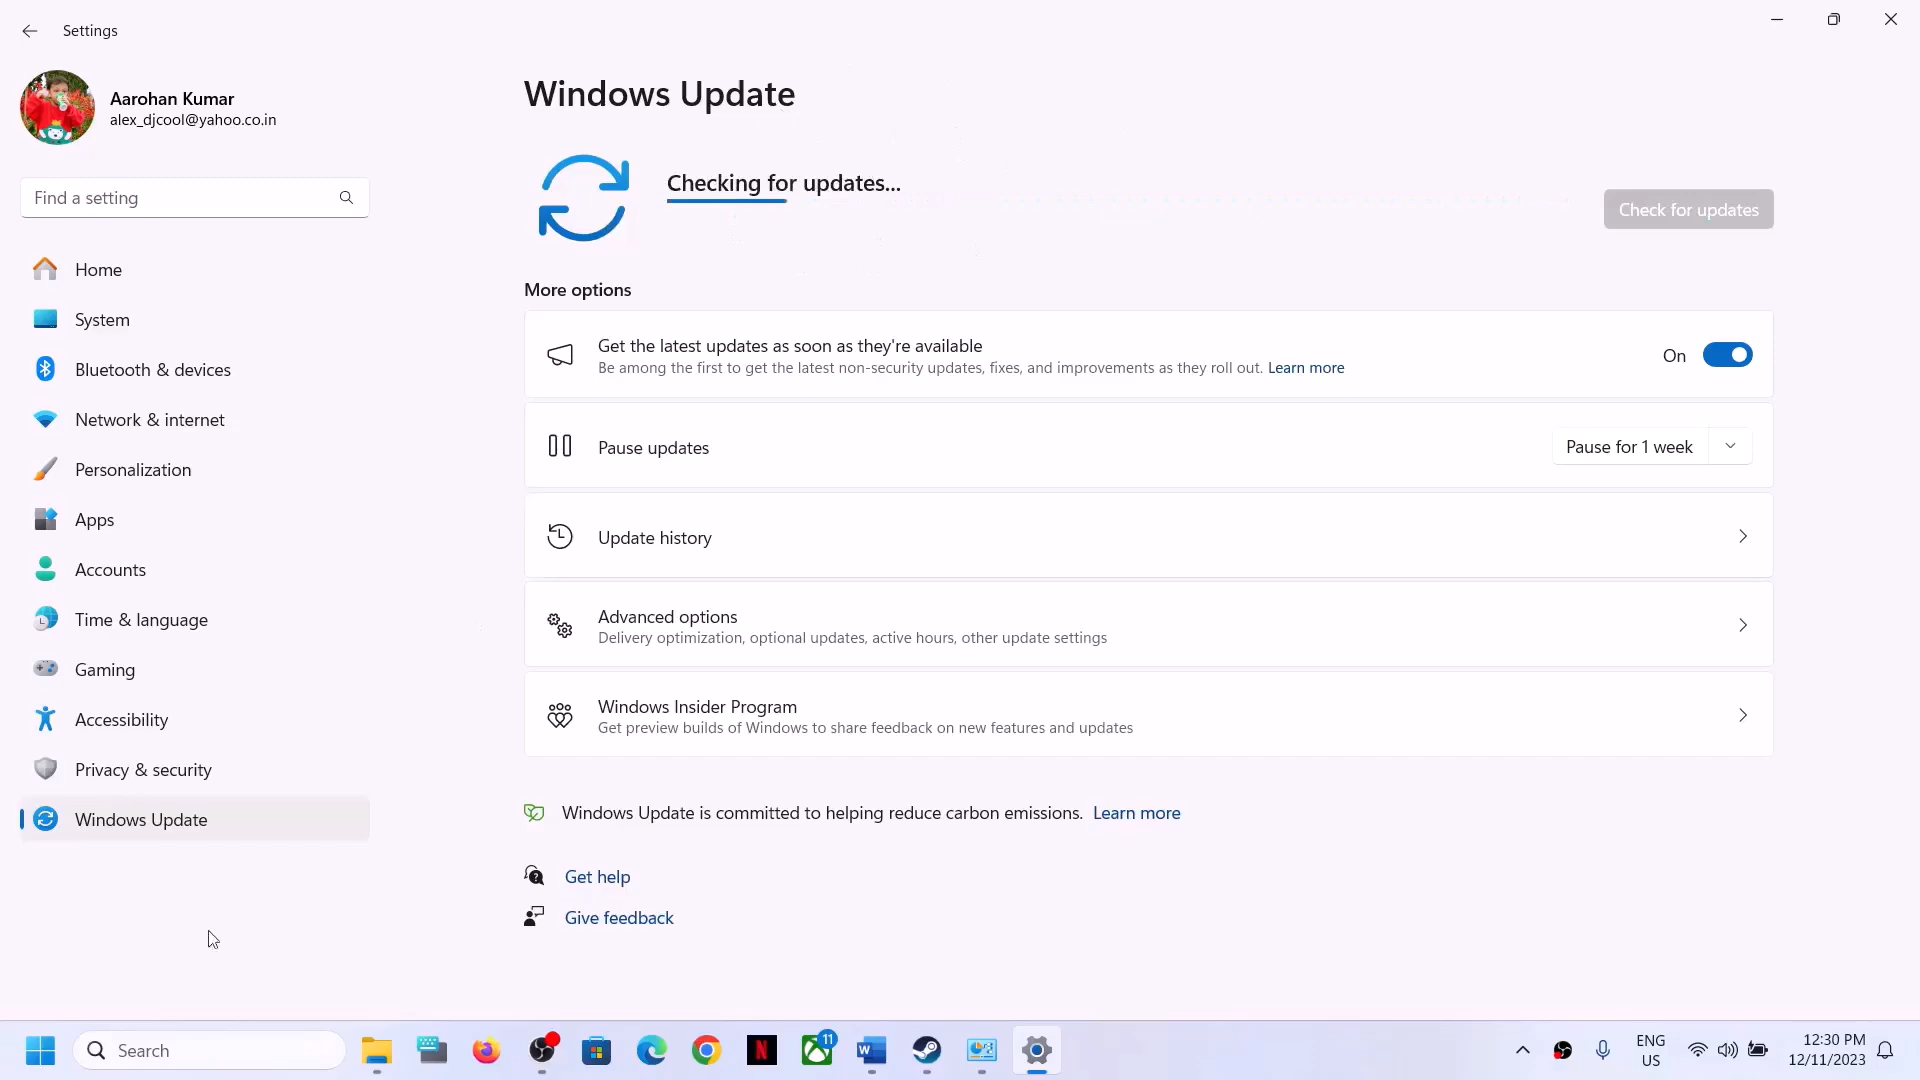 Settings
Aarohan Kumar
alex_djcool@yahoo.co.in
Find a setting
Home
System
Bluetooth & devices
Network & internet
Personalization
Apps
Accounts
Time & language
Gaming
Accessibility
Privacy & security
Windows Update
Windows Update
Checking for updates...
Check for updates
More options
Get the latest updates as soon as they're available
Be among the first to get the latest non-security updates, fixes, and improvements as they roll out. Learn more
On
Pause updates
Pause for 1 week
Update history
Advanced options
Delivery optimization, optional updates, active hours, other update settings
Windows Insider Program
Get preview builds of Windows to share feedback on new features and updates
Windows Update is committed to helping reduce carbon emissions. Learn more
Get help
Give feedback
Search
N
11
W
ENG
US
12:30 PM
12/11/2023